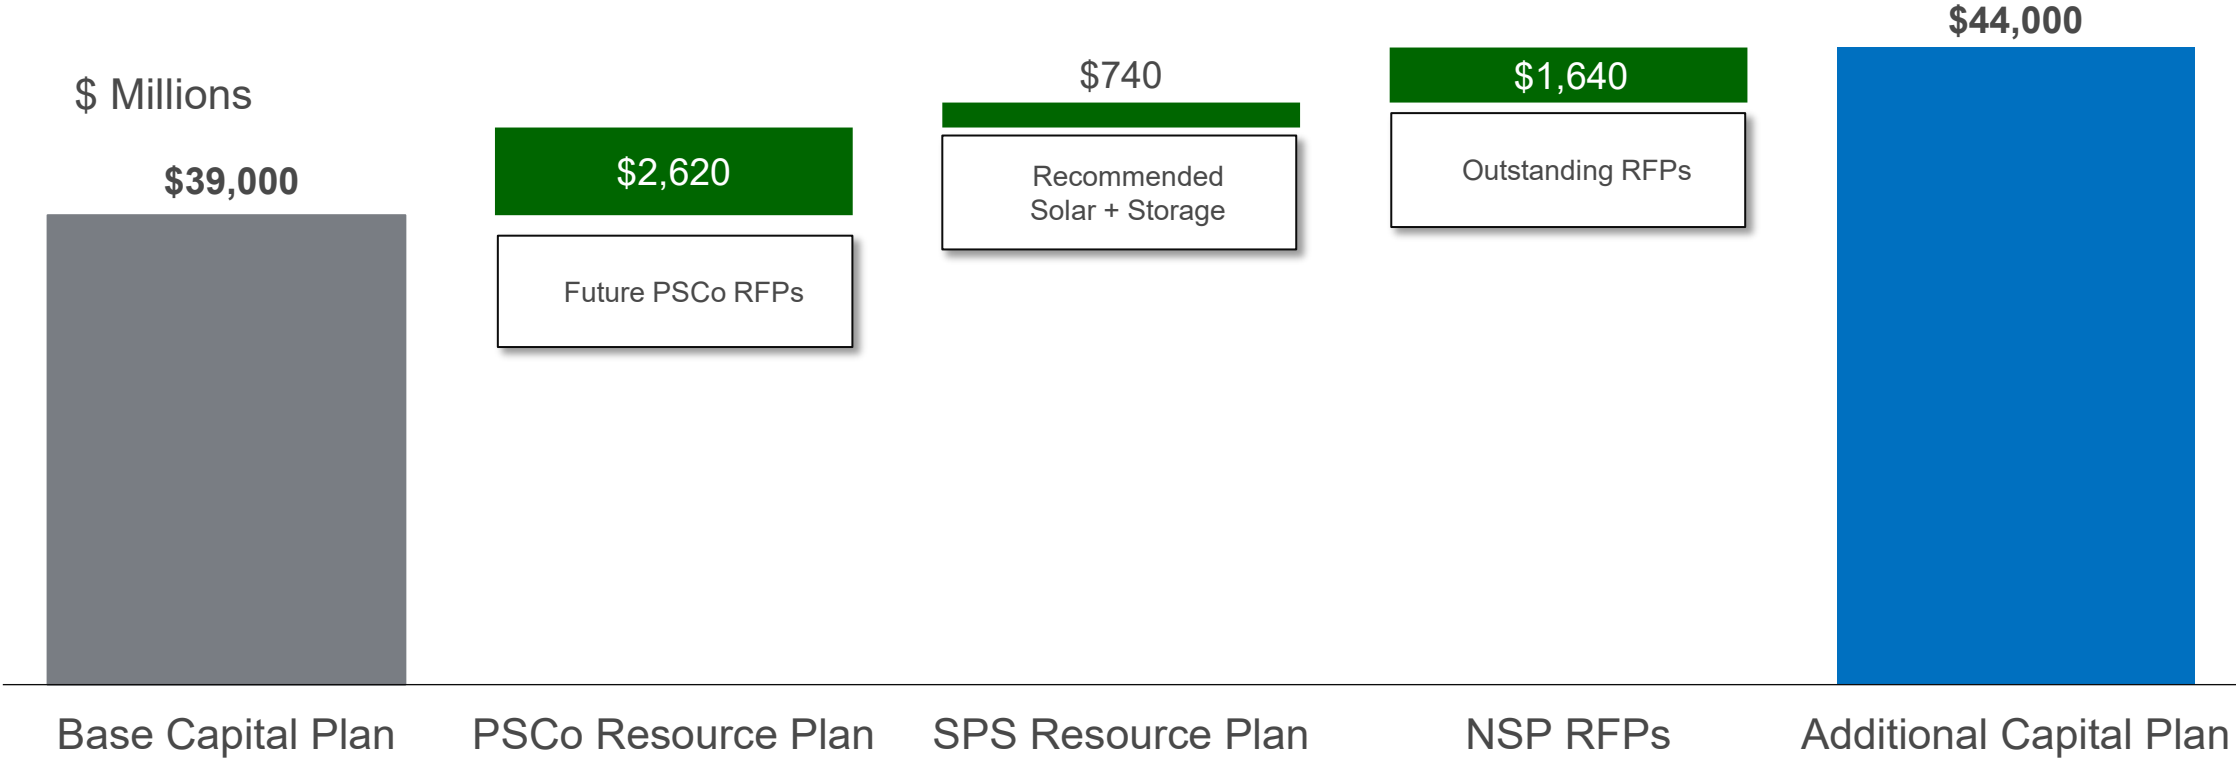 $ Millions
$39,000
$2,620
$740
$1,640
$44,000
Future PSCo RFPs
Recommended
Solar + Storage
Outstanding RFPs
Base Capital Plan
PSCo Resource Plan
SPS Resource Plan
NSP RFPs
Additional Capital Plan